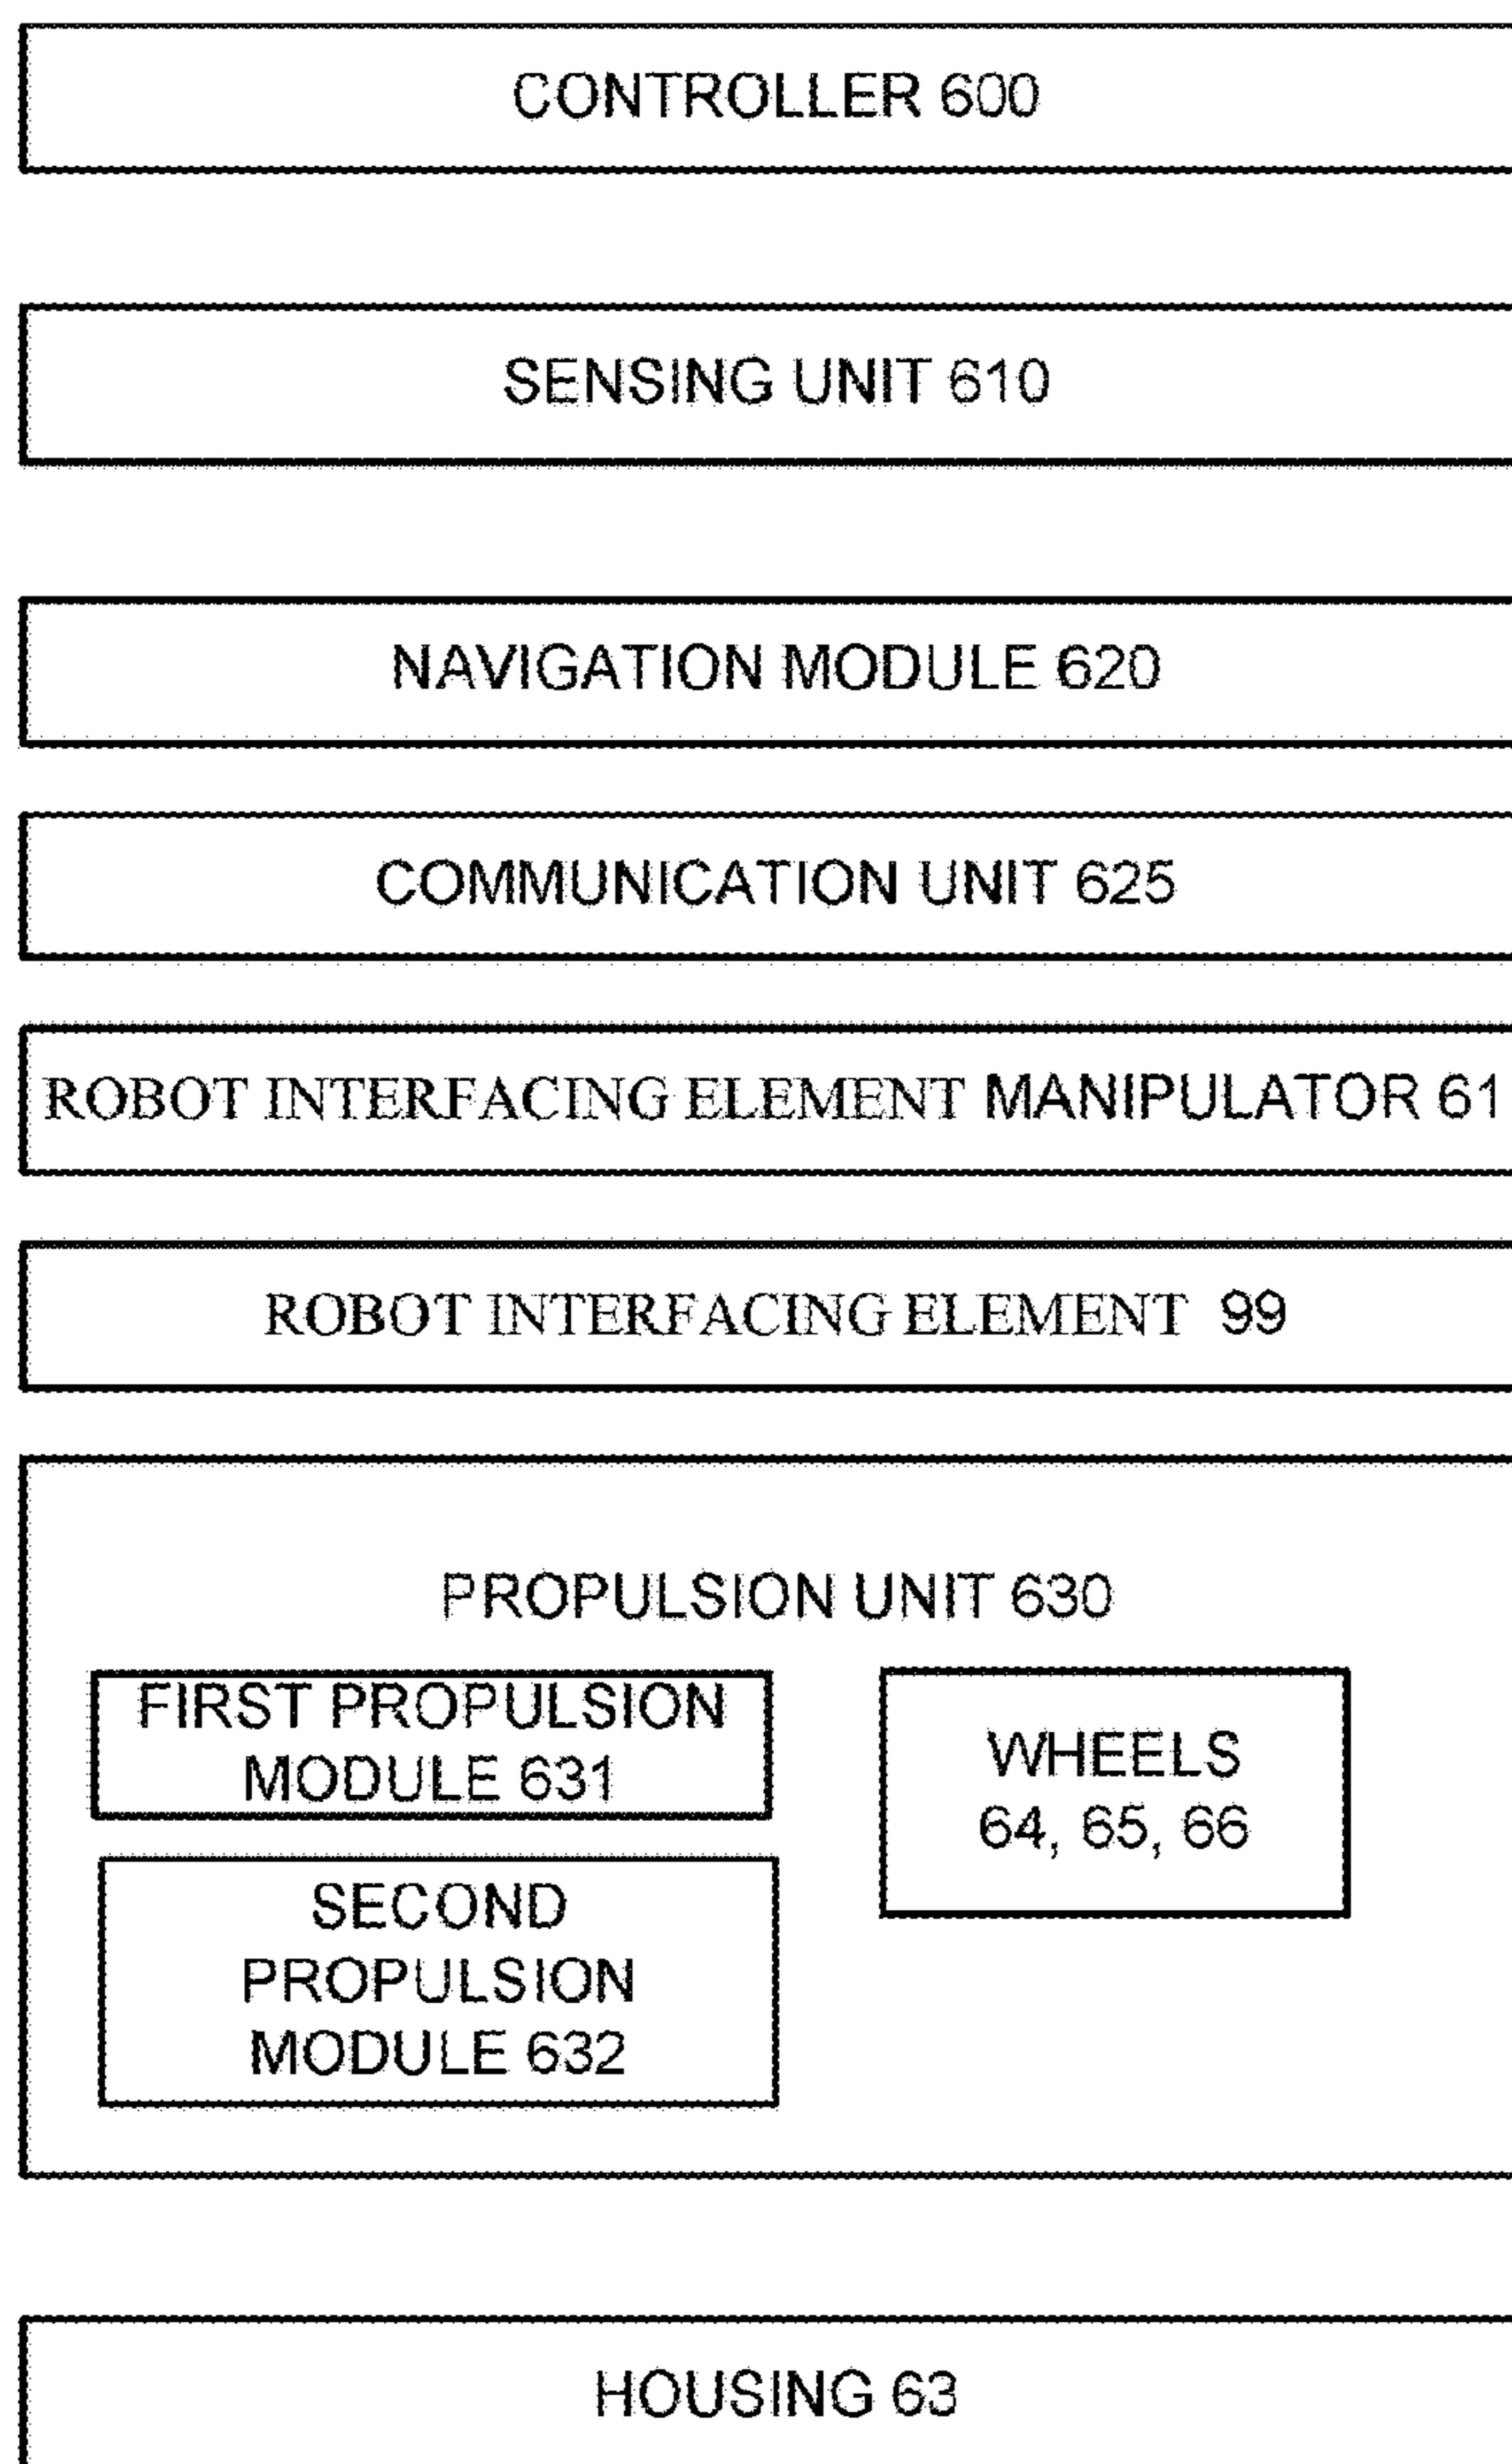 CONTROLLER 600
SENSING UNIT 610
NAVIGATION MODULE 620
COMMUNICATION UNIT 625
ROBOT INTERFACING ELEMENT MANIPULATOR 61
ROBOT INTERFACING ELEMENT 99
PROPULSION UNIT 630
FIRST PROPULSION
MODULE 631
SECOND
PROPULSION
MODULE 632
WHEELS
64, 65, 66
HOUSING 63